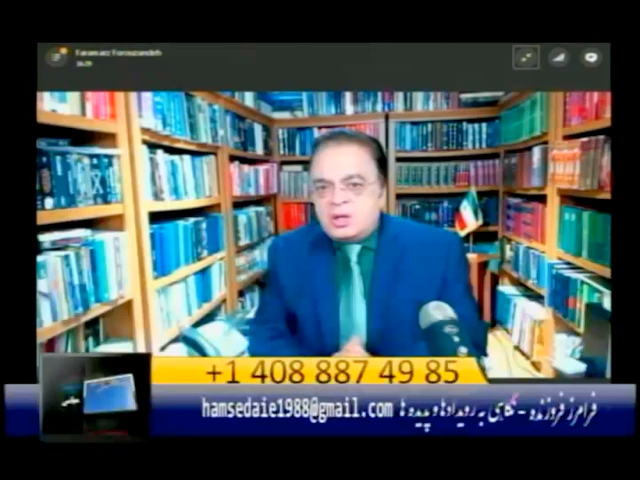 Faramarz Forouzandeh
+1 408 887 49 85
hamsedaie1988@gmail.com فرامرز فروزنده - نگاهی به رویدادها و پدیده ها